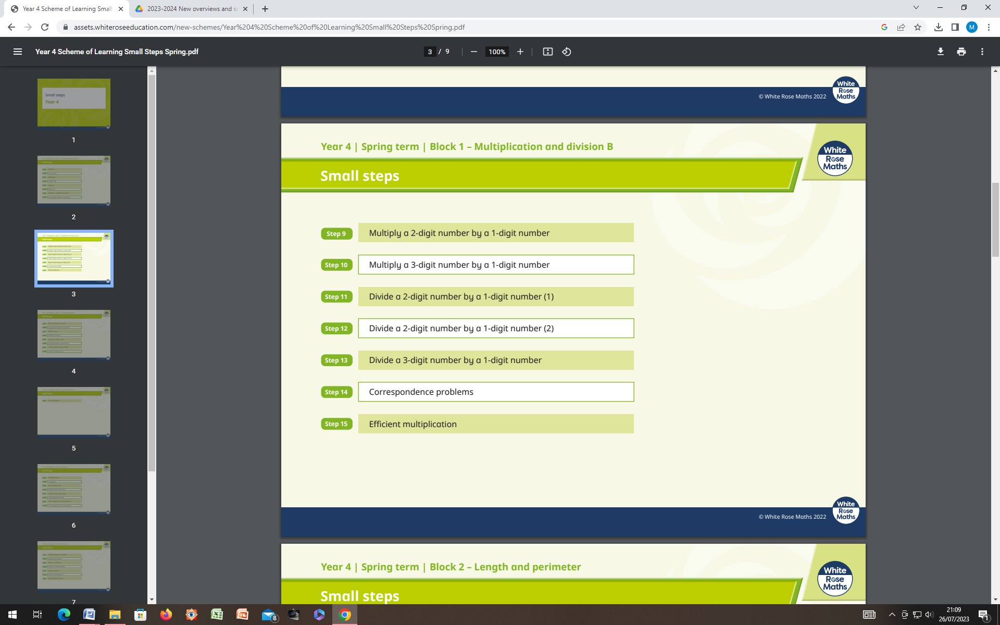 Year 4 Scheme of Learning Small
2023-2024 New overviews and sr
assets.whiteroseeducation.com/new-schemes/Year%204%20Scheme%20of%20Learning%20Small%20Steps%20Spring.pdf
M
Year 4 Scheme of Learning Small Steps Spring.pdf
3 / 9
100%
Small steps
Year 4
1
2
3
4
5
6
7
© White Rose Maths 2022
White
Rose
Maths
Year 4 | Spring term | Block 1 – Multiplication and division B
White
Rose
Maths
Small steps
Step 9 Multiply a 2-digit number by a 1-digit number
Step 10 Multiply a 3-digit number by a 1-digit number
Step 11 Divide a 2-digit number by a 1-digit number (1)
Step 12 Divide a 2-digit number by a 1-digit number (2)
Step 13 Divide a 3-digit number by a 1-digit number
Step 14 Correspondence problems
Step 15 Efficient multiplication
© White Rose Maths 2022
White
Rose
Maths
Year 4 | Spring term | Block 2 – Length and perimeter
White
Rose
Maths
Small steps
8
21:09
26/07/2023
1